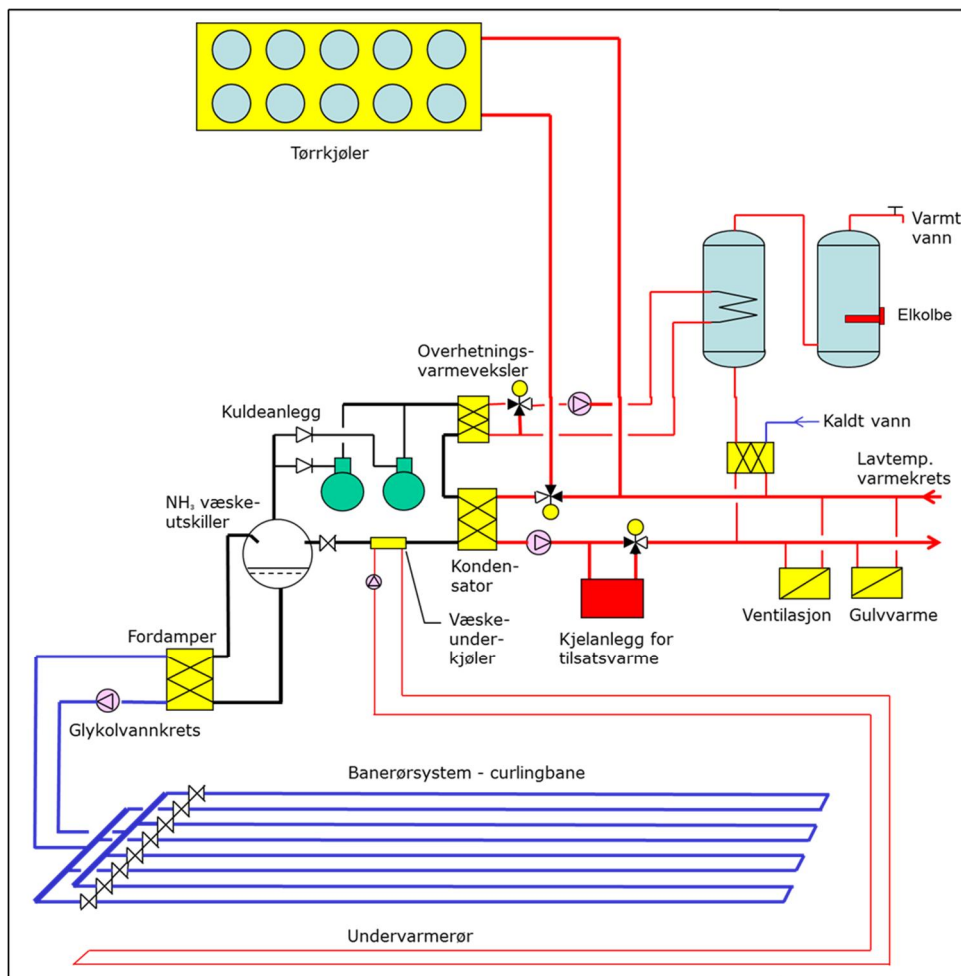 Tørrkjøler
Varmt
vann
Elkolbe
Overhetnings-
varmeveksler
Kuldeanlegg
Kaldt vann
Lavtemp.
varmekrets
NH₃ væske-
utskiller
Konden-
sator
Ventilasjon
Gulvvarme
Væske-
under-
kjøler
Kjelanlegg for
tilsatsvarme
Fordamper
Glykolvannkrets
Banerørsystem - curlingbane
Undervarmerør